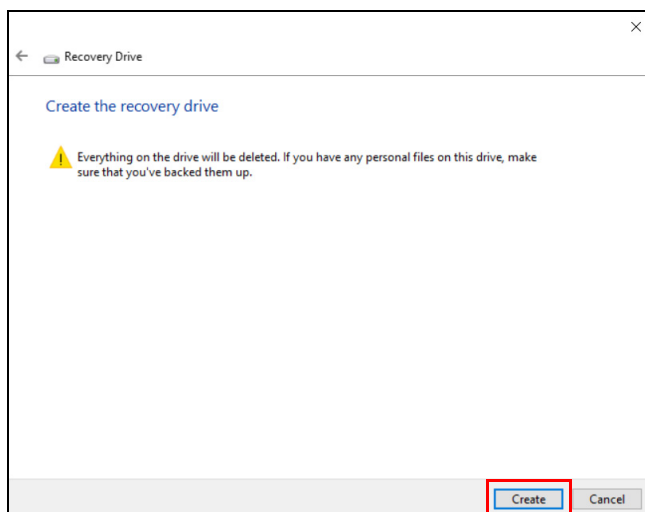 Recovery Drive
Create the recovery drive
Everything on the drive will be deleted. If you have any personal files on this drive, make
sure that you've backed them up.
Create Cancel